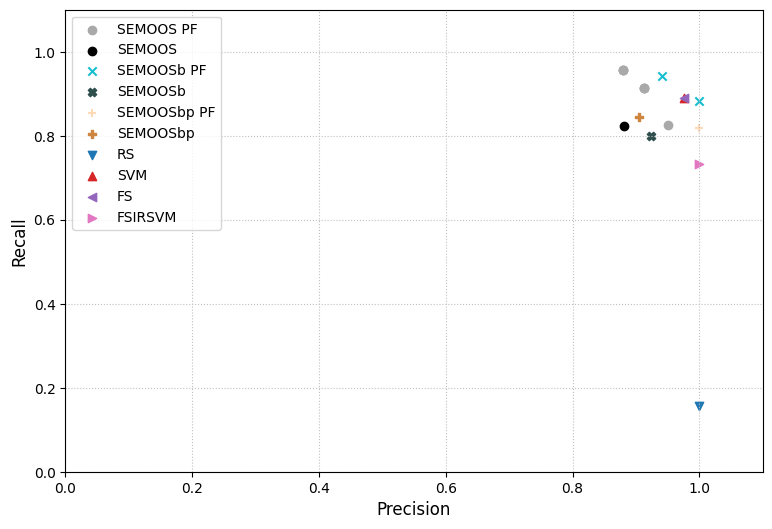 SEMOOS PF
SEMOOS
SEMOOSb PF
SEMOOSb
SEMOOSbp PF
SEMOOSbp
RS
SVM
FS
FSIRSVM
1.0
0.8
0.6
0.4
0.2
0.0
Recall
0.0 0.2 0.4 0.6 0.8 1.0
Precision